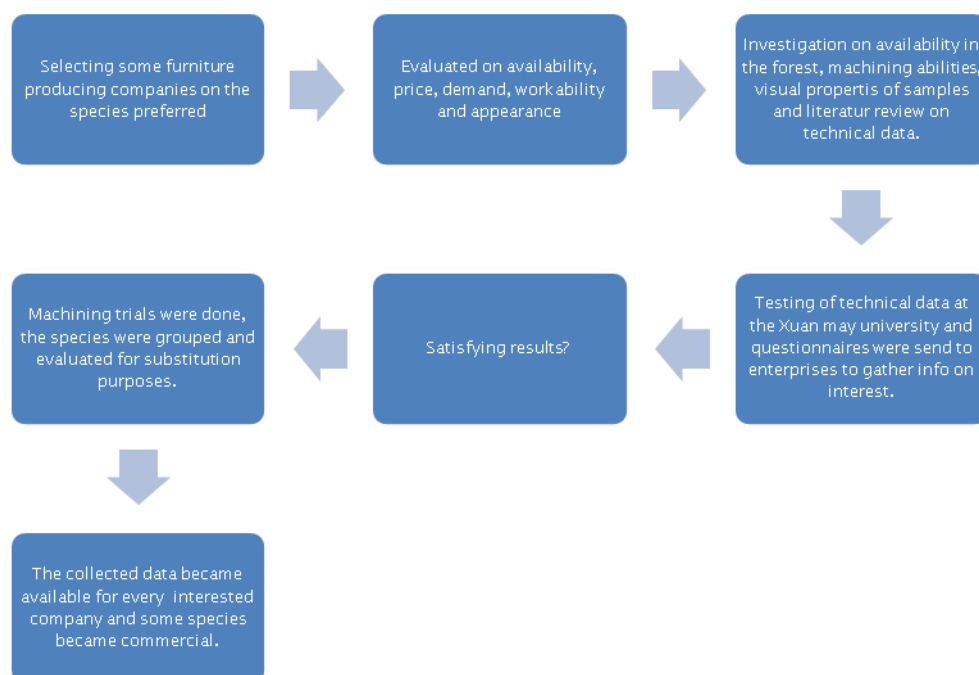 Selecting some furniture
producing companies on the
species preferred
Evaluated on availability,
price, demand, workability
and appearance
Investigation on availability in
the forest, machining abilities,
visual propertis of samples
and literatur review on
technical data.
Testing of technical data at
the Xuan may university and
questionnaires were send to
enterprises to gather info on
interest.
Satisfying results?
Machining trials were done,
the species were grouped and
evaluated for substitution
purposes.
The collected data became
available for every interested
company and some species
became commercial.